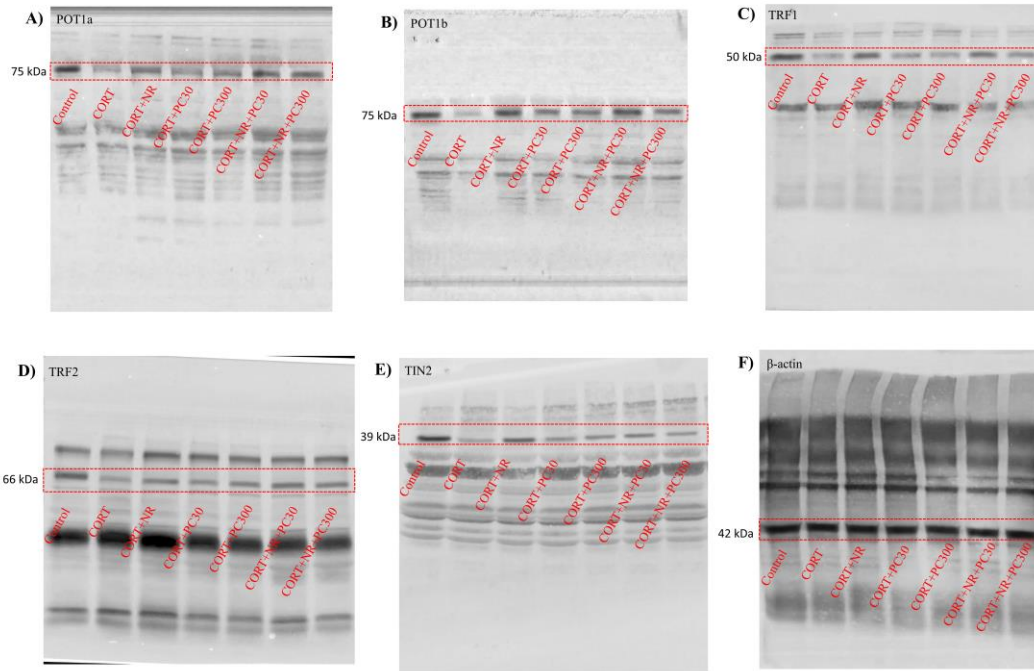 A)
POT1a
75 kDa
Control
CORT
CORT+NR
CORT+PC30
CORT+PC300
CORT+NR+PC30
CORT+NR+PC300
B)
POT1b
75 kDa
Control
CORT
CORT+NR
CORT+PC30
CORT+PC300
CORT+NR+PC30
CORT+NR+PC300
C)
TRF1
50 kDa
Control
CORT
CORT+NR
CORT+PC30
CORT+PC300
CORT+NR+PC30
CORT+NR+PC300
D)
TRF2
66 kDa
Control
CORT
CORT+NR
CORT+PC30
CORT+PC300
CORT+NR+PC30
CORT+NR+PC300
E)
TIN2
39 kDa
Control
CORT
CORT+NR
CORT+PC30
CORT+PC300
CORT+NR+PC30
CORT+NR+PC300
F)
β-actin
42 kDa
Control
CORT
CORT+NR
CORT+PC30
CORT+PC300
CORT+NR+PC30
CORT+NR+PC300